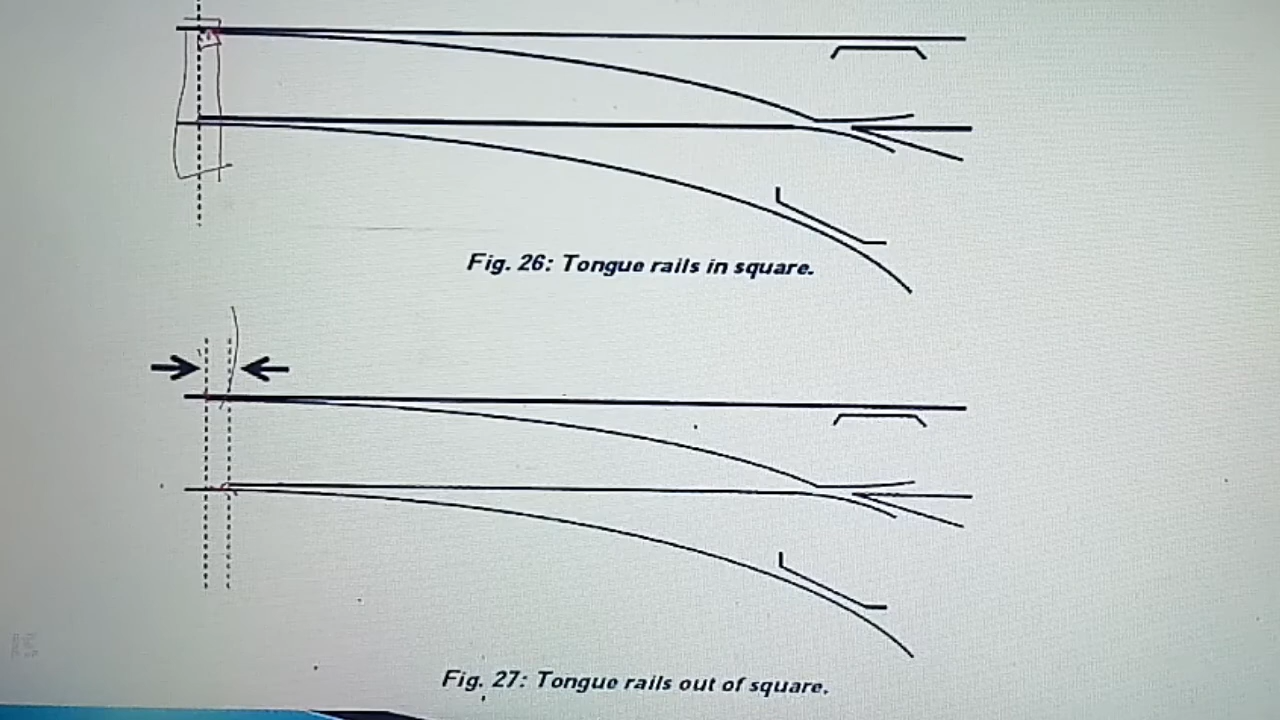 Fig. 26: Tongue rails in square.
Fig. 27: Tongue rails out of square.